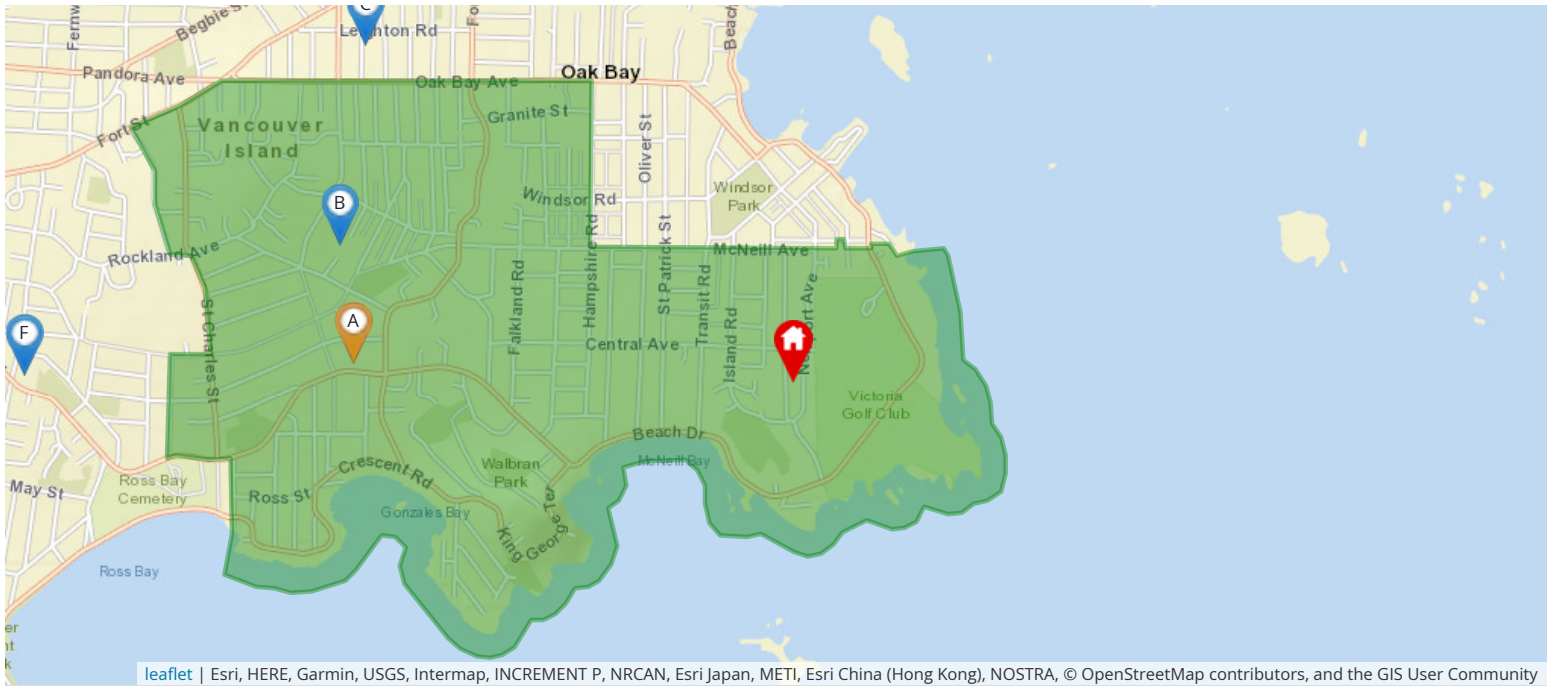 C
Fernw
Begbie S
Leighton Rd
Fo
Beach
Pandora Ave
Oak Bay Ave
Oak Bay
Fort St
Vancouver
Island
Granite St
Oliver St
Windsor Rd
Windsor
Park
B
Rockland Ave
McNeill Ave
Hampshire Rd
St Patrick St
Transit Rd
Falkland Rd
Island Rd
St Charles St
F
A
Central Ave
Victoria
Golf Club
Beach Dr
McNeill Bay
Walbran
Park
Crescent Rd
Ross St
May St
Ross Bay
Cemetery
Gonzales Bay
King George Ter
Ross Bay
er
nt
k
leaflet | Esri, HERE, Garmin, USGS, Intermap, INCREMENT P, NRCAN, Esri Japan, METI, Esri China (Hong Kong), NOSTRA, © OpenStreetMap contributors, and the GIS User Community